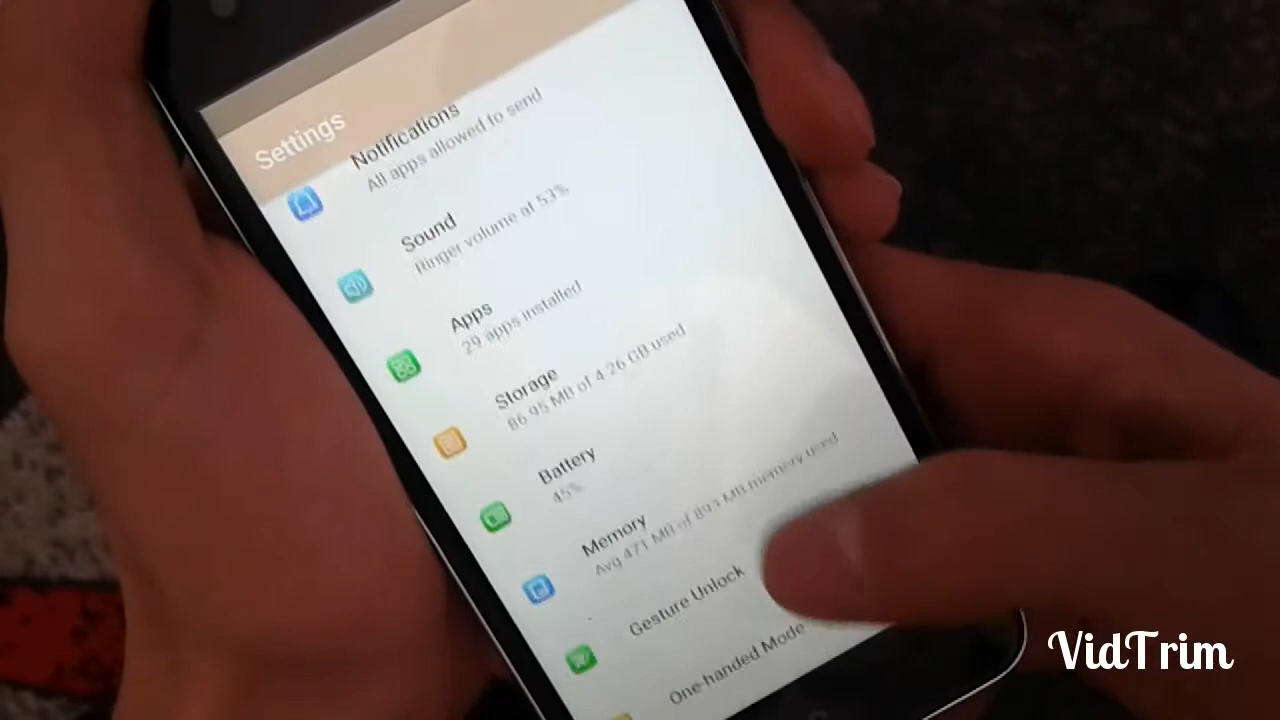 Settings
Notifications
All apps allowed to send
Sound
Ringer volume at 53%
Apps
29 apps installed
Storage
86.95 MB of 4.26 GB used
Battery
45%
Memory
Avg 471 MB of 893 MB memory used
Gesture Unlock
One-handed Mode
VidTrim